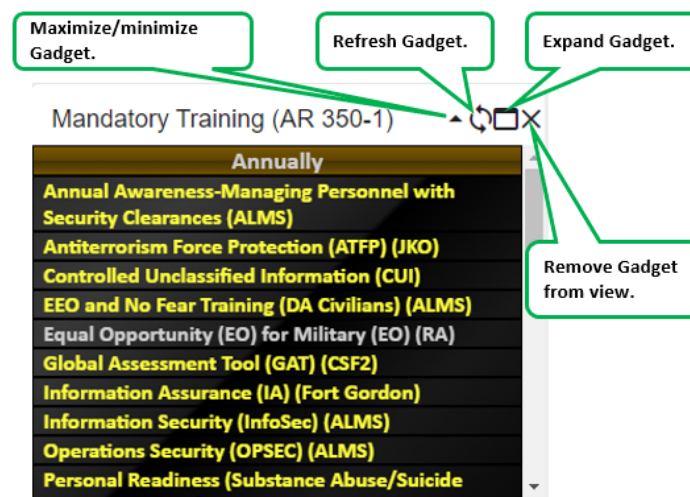 Maximize/minimize
Gadget.
Refresh Gadget.
Expand Gadget.
Mandatory Training (AR 350-1)
Annually
Annual Awareness-Managing Personnel with
Security Clearances (ALMS)
Antiterrorism Force Protection (ATFP) (JKO)
Controlled Unclassified Information (CUI)
EEO and No Fear Training (DA Civilians) (ALMS)
Equal Opportunity (EO) for Military (EO) (RA)
Global Assessment Tool (GAT) (CSF2)
Information Assurance (IA) (Fort Gordon)
Information Security (InfoSec) (ALMS)
Operations Security (OPSEC) (ALMS)
Personal Readiness (Substance Abuse/Suicide
Remove Gadget
from view.